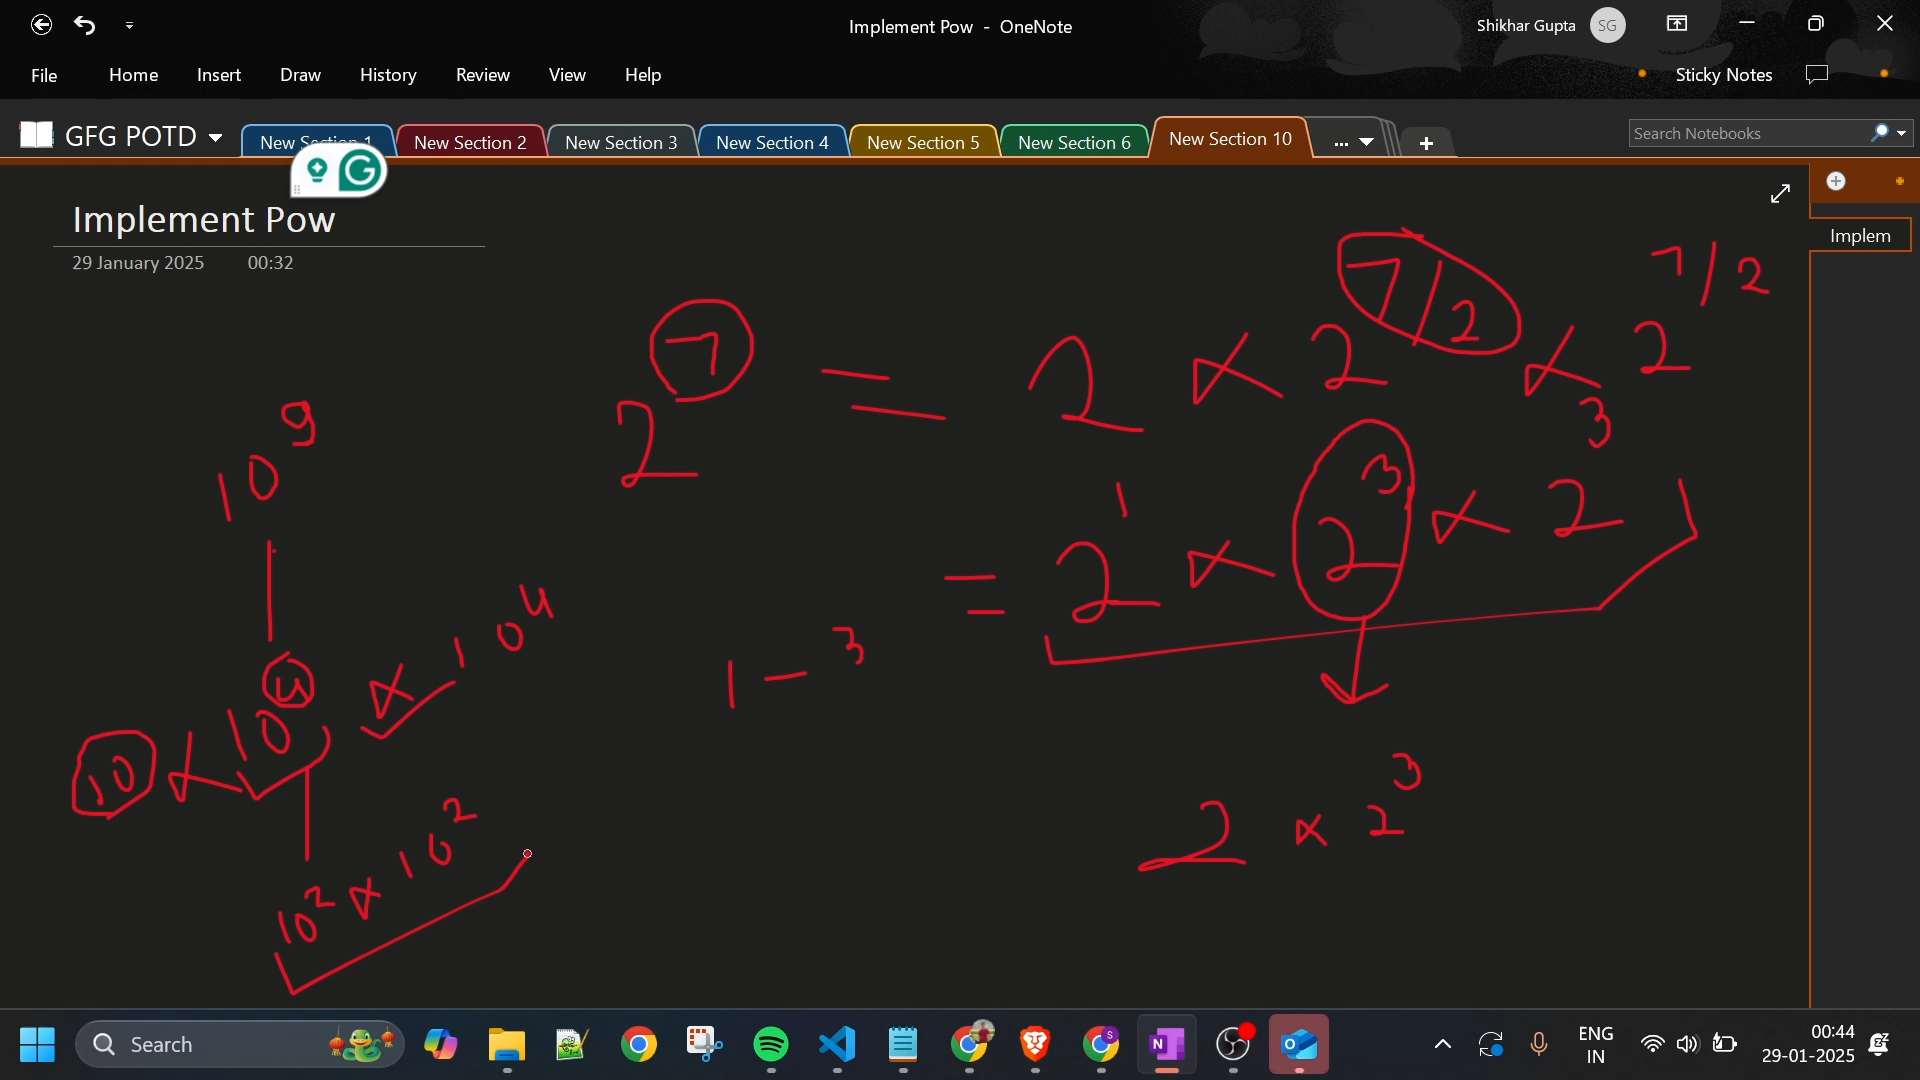 Implement Pow - OneNote
Shikhar Gupta SG
File Home Insert Draw History Review View Help
Sticky Notes
GFG POTD
New Section 1
New Section 2
New Section 3
New Section 4
New Section 5
New Section 6
New Section 10
...
Search Notebooks
Implement Pow
29 January 2025 00:32
Implem
2^7 = 2 × 2^7/2 × 2^7/2
= 2^1 × 2^3 × 2^3
1 - 3
2 × 2^3
10^9
10 × 10^4 × 10^4
10^2 × 10^2
Search
ENG
IN
00:44
29-01-2025